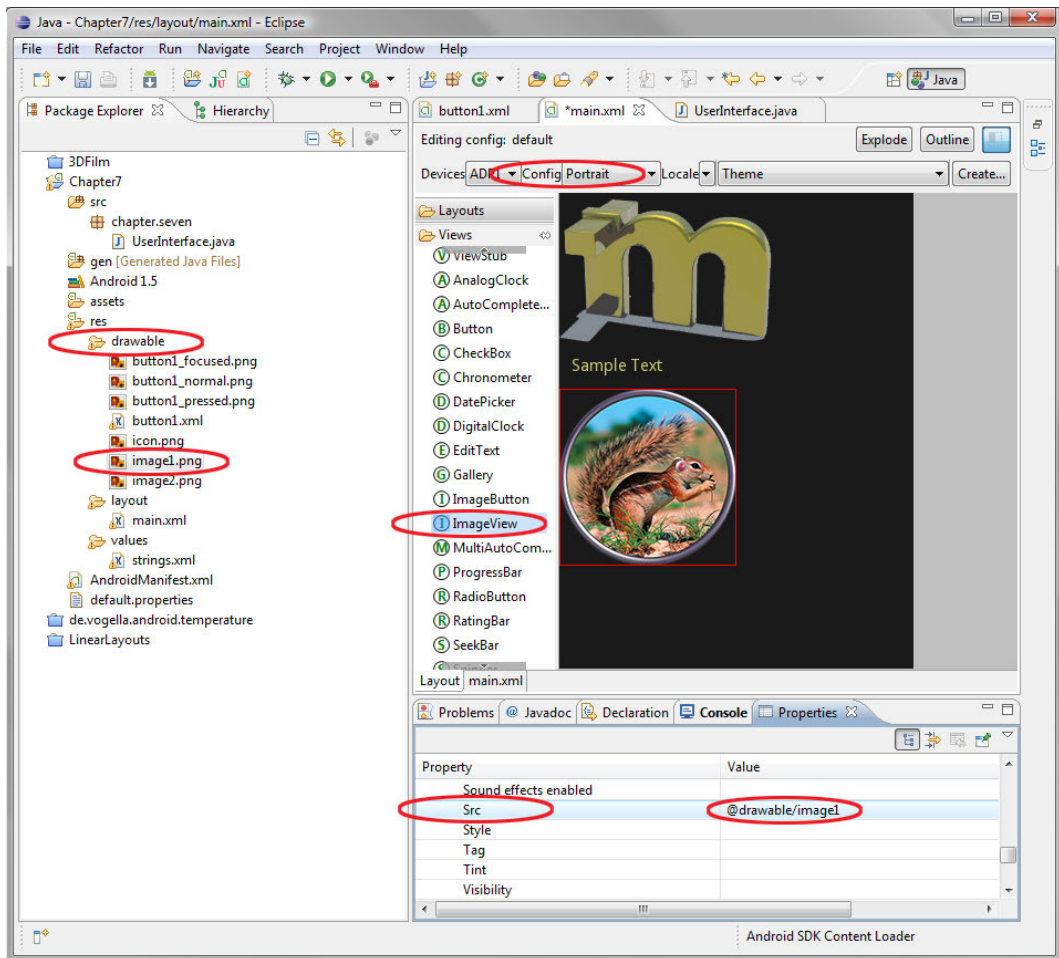 Java - Chapter7/res/layout/main.xml - Eclipse
File Edit Refactor Run Navigate Search Project Window Help
Java
Package Explorer Hierarchy
3DFilm
Chapter7
src
chapter.seven
UserInterface.java
gen [Generated Java Files]
Android 1.5
assets
res
drawable
button1_focused.png
button1_normal.png
button1_pressed.png
button1.xml
icon.png
image1.png
image2.png
layout
main.xml
values
strings.xml
AndroidManifest.xml
default.properties
de.vogella.android.temperature
LinearLayouts
button1.xml *main.xml UserInterface.java
Editing config: default Explode Outline
Devices Config Portrait Locale Theme Create...
Layouts
Views
ViewStub
AnalogClock
AutoComplete...
Button
CheckBox
Chronometer
DatePicker
DigitalClock
EditText
Gallery
ImageButton
ImageView
MultiAutoCom...
ProgressBar
RadioButton
RatingBar
SeekBar
im
Sample Text
Layout main.xml
Problems Javadoc Declaration Console Properties
Property Value
Sound effects enabled
Src @drawable/image1
Style
Tag
Tint
Visibility
Android SDK Content Loader